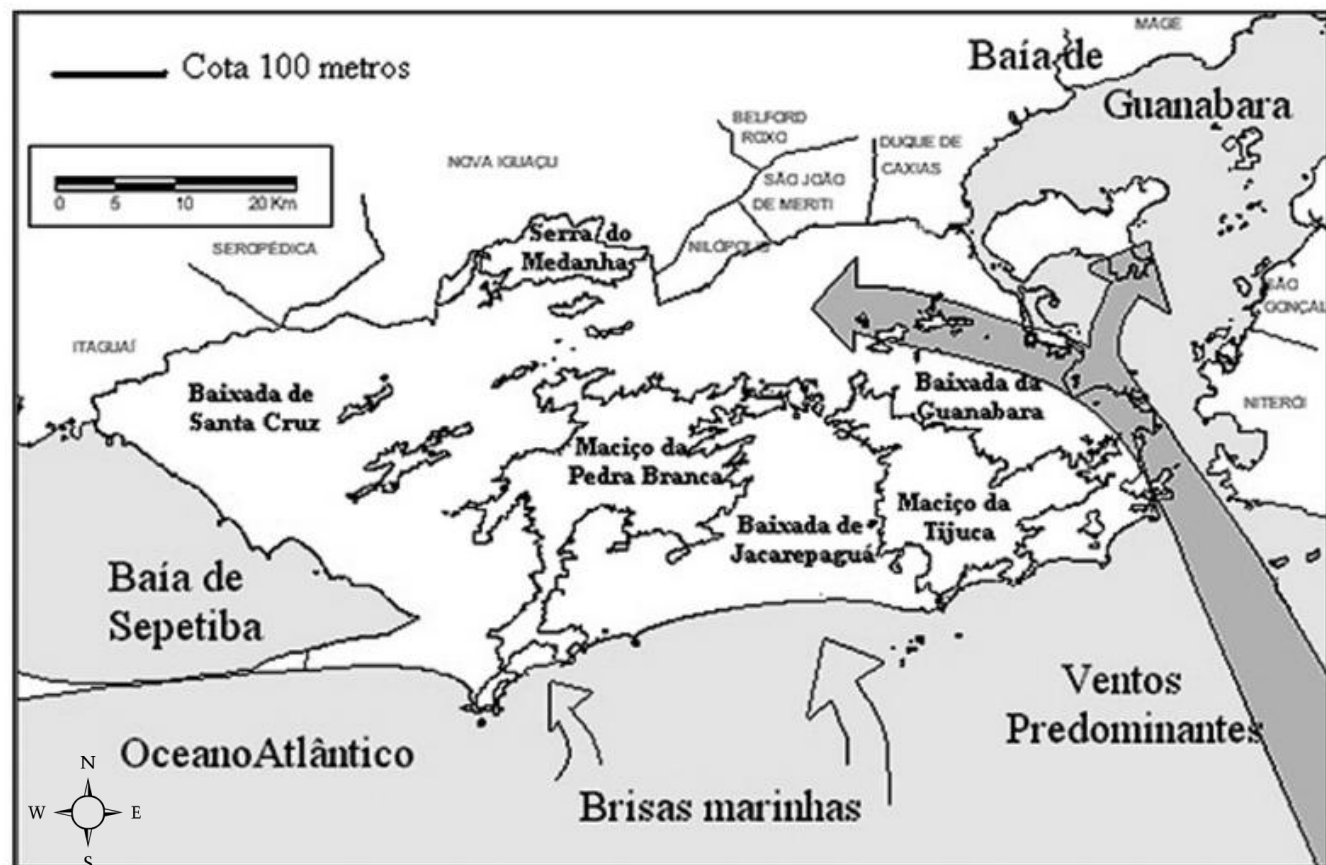 MAGE
Baía de
Guanabara
Cota 100 metros
0 5 10 20 Km
BELFORD
ROXO
DUQUE DE
CAXIAS
NOVA IGUAÇU
SÃO JOÃO
DE MERITI
NILÓPOLIS
SEROPÉDICA
Serra do
Medanha
SÃO
GONÇAL
ITAGUAÍ
Baixada de
Santa Cruz
Baixada da
Guanabara
NITERÓI
Maciço da
Pedra Branca
Maciço da
Tijuca
Baixada de
Jacarepaguá
Baía de
Sepetiba
Ventos
Predominantes
OceanoAtlântico
Brisas marinhas
N
W E
S